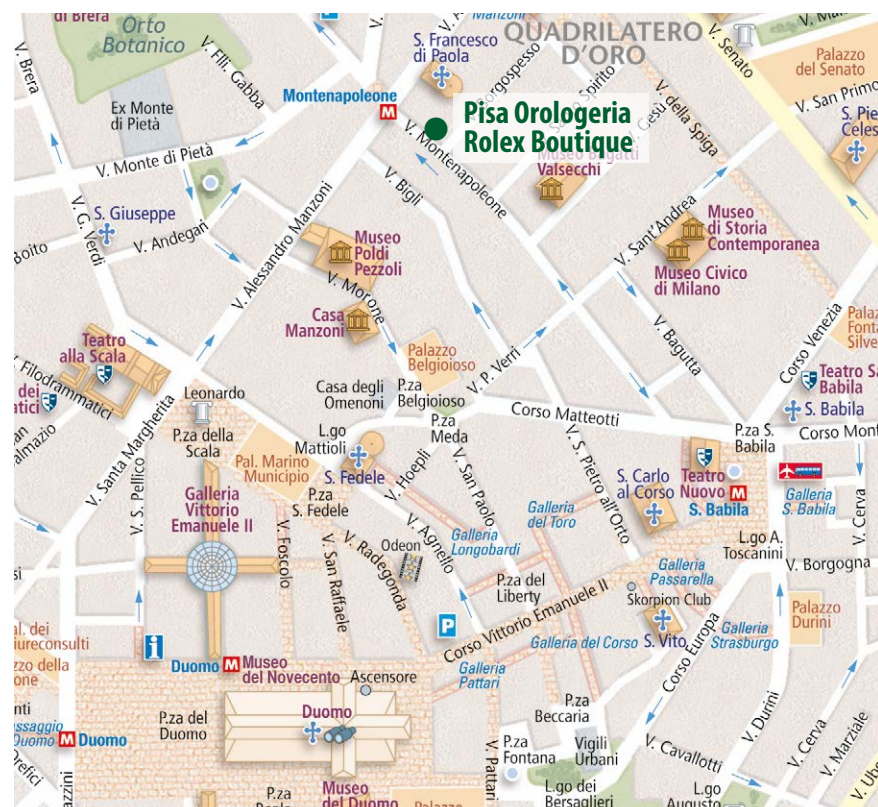 di Brera
Orto
Botanico
V. Flli. Gabba
V. Brera
Manzoni
S. Francesco
di Paola
QUADRILATERO
D'ORO
V. Senato
Palazzo
del Senato
V. San Primo
Ex Monte
di Pietà
Montenapoleone
M
Pisa Orologeria
Rolex Boutique
V. Gesù
V. della Spiga
Valsecchi
V. Monte di Pietà
V. Montenapoleone
V. Bigli
S. Giuseppe
V. Andegari
V. G. Verdi
Boito
V. Alessandro Manzoni
Museo
Poldi
Pezzoli
V. Morone
V. Sant'Andrea
Museo
di Storia
Contemporanea
Museo Civico
di Milano
Casa
Manzoni
V. Bagutta
Corso Venezia
Teatro
alla Scala
Palazzo
Belgioioso
V. P. Verri
V. Filodrammatici
Leonardo
Casa degli
Omenoni
P.za
Belgioioso
S. Babila
P.za della
Scala
L.go
Mattioli
P.za
Meda
Corso Matteotti
P.za S.
Babila
V. Santa Margherita
V. S. Pellico
Pal. Marino
Municipio
S. Fedele
V. Hoepli
V. San Paolo
V. S. Pietro all'Orto
S. Carlo
al Corso
Teatro
Nuovo
M
S. Babila
Galleria
S. Babila
V. Cerva
Galleria
Vittorio
Emanuele II
P.za
S. Fedele
V. Foscolo
V. San Raffaele
V. Radegonda
V. Agnello
Odeon
Galleria
Longobardi
Galleria
del Toro
L.go A.
Toscanini
V. Borgogna
P.za del
Liberty
Galleria
Passarella
Skorpion Club
Corso Vittorio Emanuele II
P
S. Vito
Galleria
Strasburgo
Palazzo
Durini
Galleria del Corso
Galleria
Pattari
Corso Europa
i
Duomo
M
Museo
del Novecento
Ascensore
P.za del
Duomo
Duomo
M
Duomo
P.za
Beccaria
P.za
Fontana
Vigili
Urbani
V. Pattari
V. Durini
V. Cavallotti
V. Cerva
V. Marziale
P.za
Museo
del Duomo
Palazzo
L.go dei
Bersaglieri
L.go
Augusto